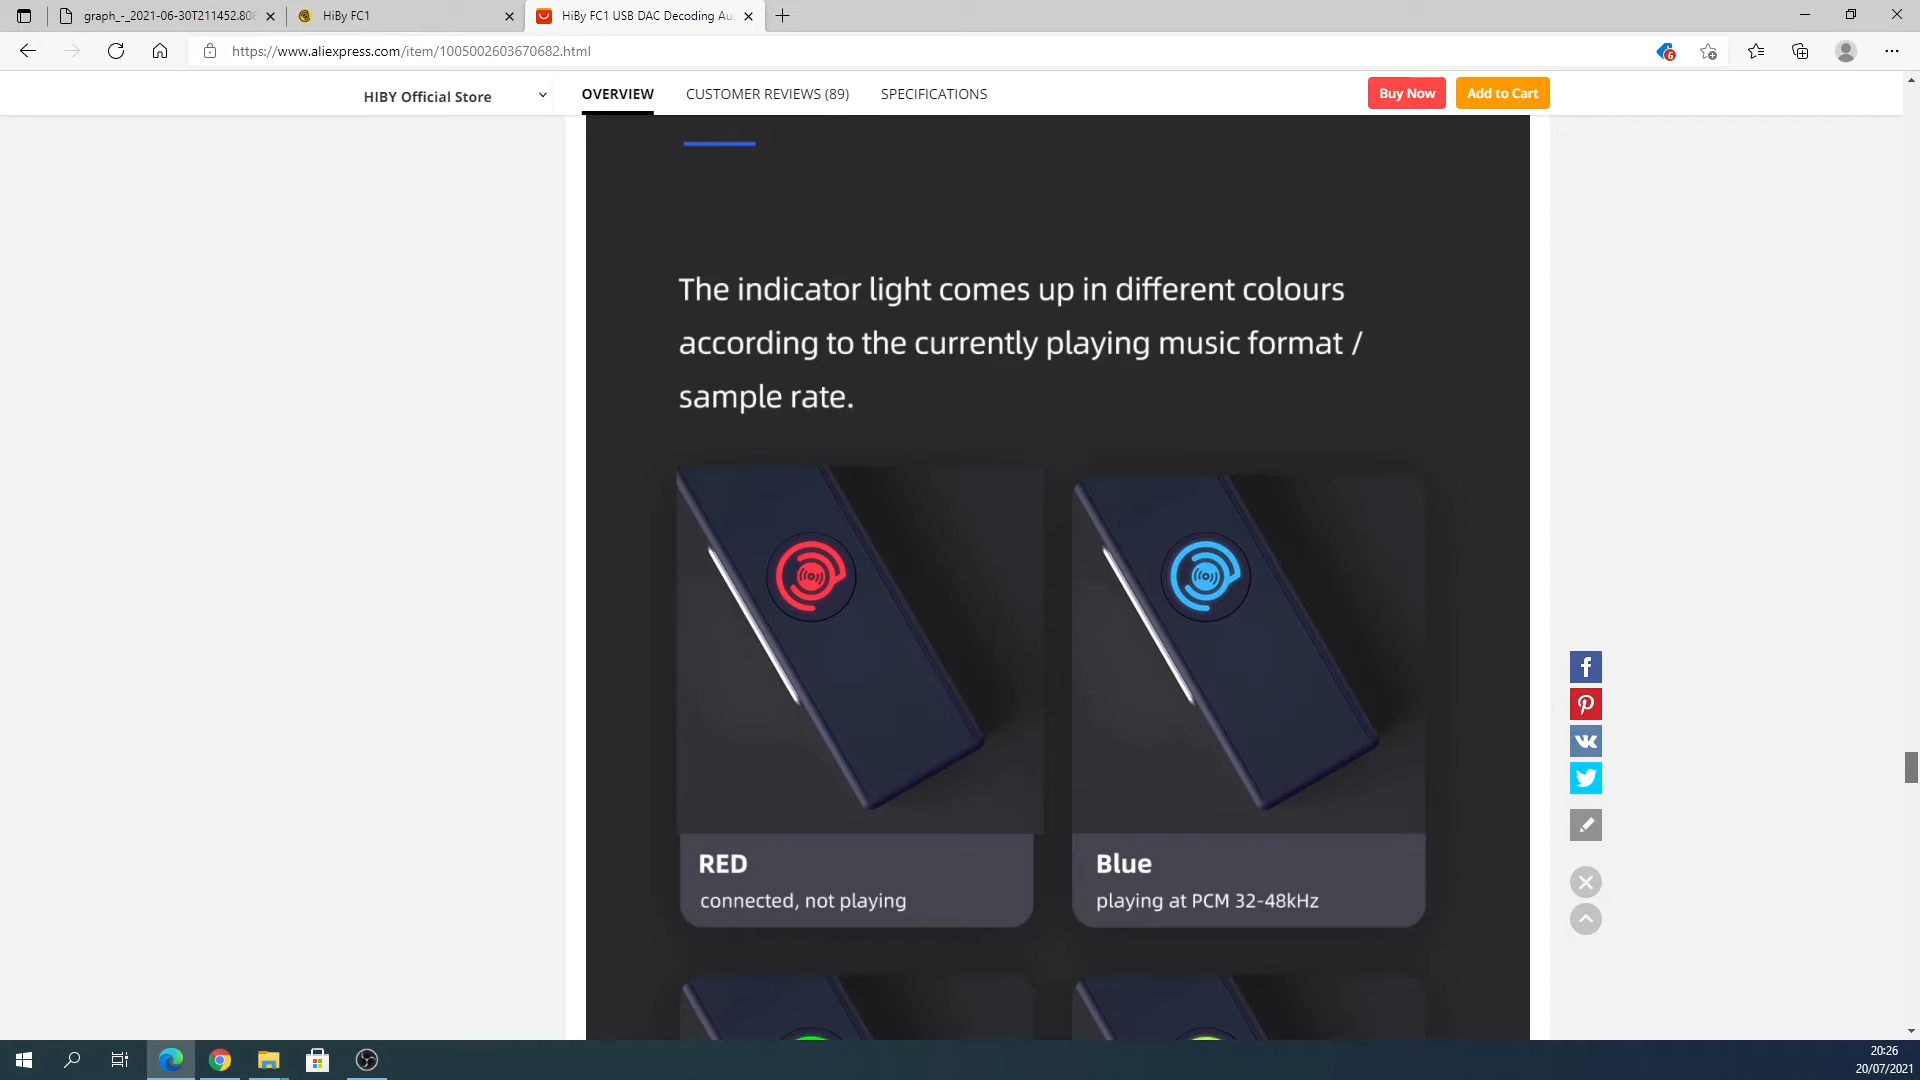 graph_-_2021-06-30T211452.808
HiBy FC1
HiBy FC1 USB DAC Decoding Au
https://www.aliexpress.com/item/1005002603670682.html
6
HIBY Official Store
OVERVIEW
CUSTOMER REVIEWS (89)
SPECIFICATIONS
Buy Now
Add to Cart
The indicator light comes up in different colours
according to the currently playing music format /
sample rate.
RED
connected, not playing
Blue
playing at PCM 32-48kHz
20:26
20/07/2021